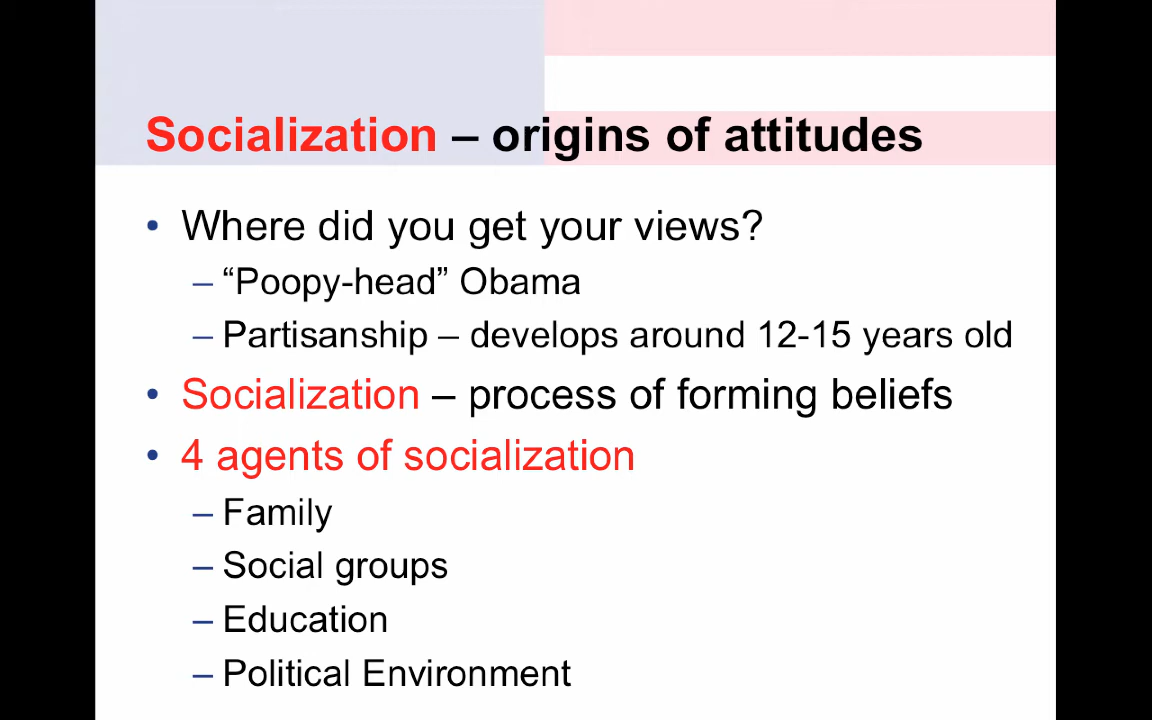 Socialization – origins of attitudes
• Where did you get your views?
– “Poopy-head” Obama
– Partisanship – develops around 12-15 years old
• Socialization – process of forming beliefs
• 4 agents of socialization
– Family
– Social groups
– Education
– Political Environment